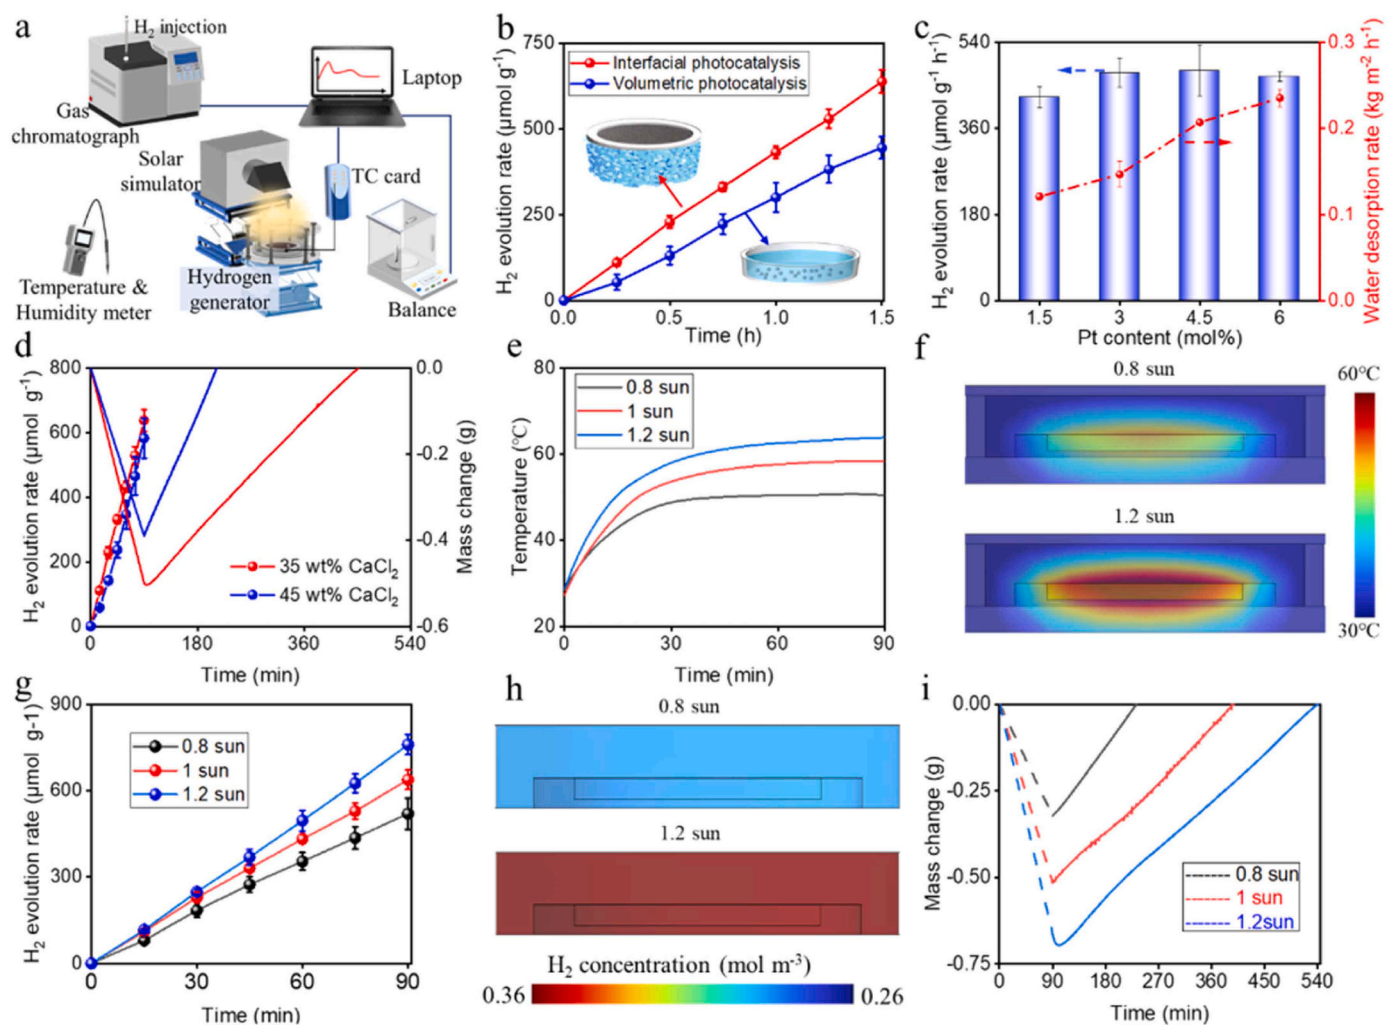 a
H2 injection
Laptop
Gas
chromatograph
Solar
simulator
TC card
Temperature &
Humidity meter
Hydrogen
generator
Balance
b
H2 evolution rate (μmol g-1)
750
500
250
0
Interfacial photocatalysis
Volumetric photocatalysis
0.0 0.5 1.0 1.5
Time (h)
c
H2 evolution rate (μmol g-1 h-1)
540
360
180
0
0.3
0.2
0.1
0.0
Water desorption rate (kg m-2 h-1)
1.5 3 4.5 6
Pt content (mol%)
d
H2 evolution rate (μmol g-1)
800
600
400
200
0
0.0
-0.2
-0.4
-0.6
Mass change (g)
35 wt% CaCl2
45 wt% CaCl2
0 180 360 540
Time (min)
e
Temperature (°C)
80
60
40
20
0.8 sun
1 sun
1.2 sun
0 30 60 90
Time (min)
f
0.8 sun
1.2 sun
60°C
30°C
g
H2 evolution rate (μmol g-1)
900
600
300
0
0.8 sun
1 sun
1.2 sun
0 30 60 90
Time (min)
h
0.8 sun
1.2 sun
H2 concentration (mol m-3)
0.36 0.26
i
Mass change (g)
0.00
-0.25
-0.50
-0.75
0.8 sun
1 sun
1.2sun
0 90 180 270 360 450 540
Time (min)